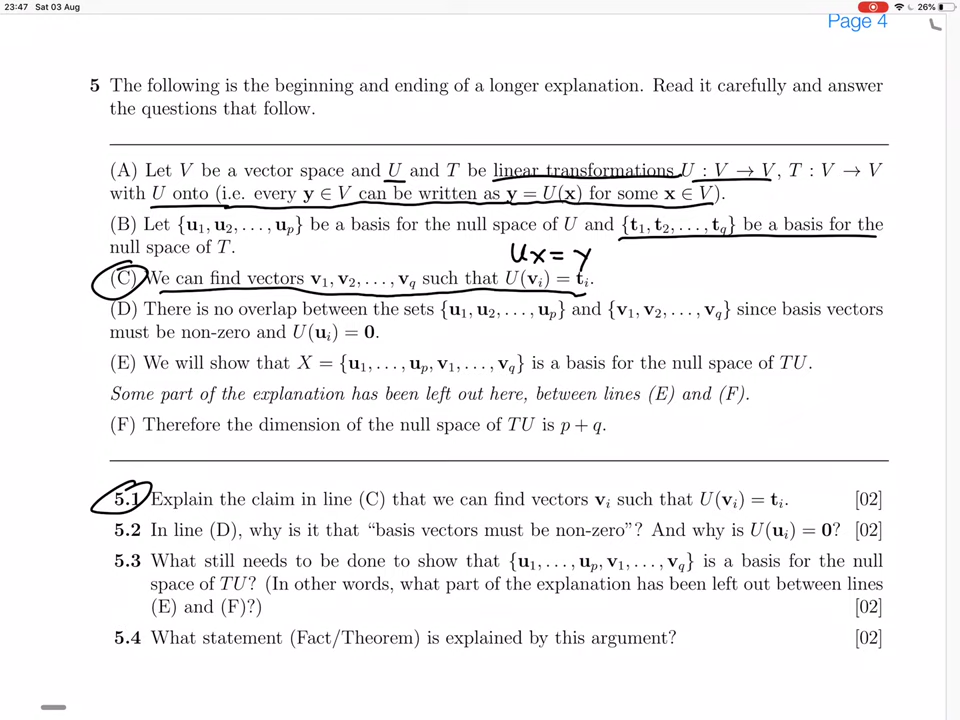 23:47 Sat 03 Aug 26%
Page 4
5 The following is the beginning and ending of a longer explanation. Read it carefully and answer
the questions that follow.
(A) Let V be a vector space and U and T be linear transformations U : V → V, T : V → V
with U onto (i.e. every y ∈ V can be written as y = U(x) for some x ∈ V).
(B) Let {u₁, u₂, . . . , uₚ} be a basis for the null space of U and {t₁, t₂, . . . , t_q} be a basis for the
null space of T.
Ux = y
(C) We can find vectors v₁, v₂, . . . , v_q such that U(vᵢ) = tᵢ.
(D) There is no overlap between the sets {u₁, u₂, . . . , uₚ} and {v₁, v₂, . . . , v_q} since basis vectors
must be non-zero and U(uᵢ) = 0.
(E) We will show that X = {u₁, . . . , uₚ, v₁, . . . , v_q} is a basis for the null space of TU.
Some part of the explanation has been left out here, between lines (E) and (F).
(F) Therefore the dimension of the null space of TU is p + q.
5.1 Explain the claim in line (C) that we can find vectors vᵢ such that U(vᵢ) = tᵢ. [02]
5.2 In line (D), why is it that “basis vectors must be non-zero”? And why is U(uᵢ) = 0? [02]
5.3 What still needs to be done to show that {u₁, . . . , uₚ, v₁, . . . , v_q} is a basis for the null
space of TU? (In other words, what part of the explanation has been left out between lines
(E) and (F)?) [02]
5.4 What statement (Fact/Theorem) is explained by this argument? [02]